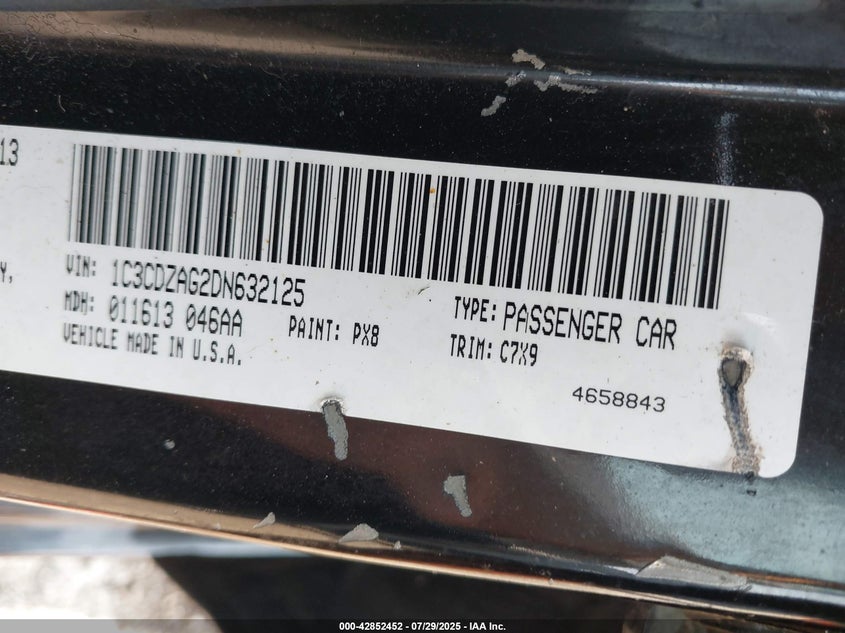 13
Y,
VIN: 1C3CDZAG2DN632125
MDH: 011613 046AA
PAINT: PX8
VEHICLE MADE IN U.S.A.
TYPE: PASSENGER CAR
TRIM: C7X9
4658843
000-42852452 - 07/29/2025 - IAA Inc.